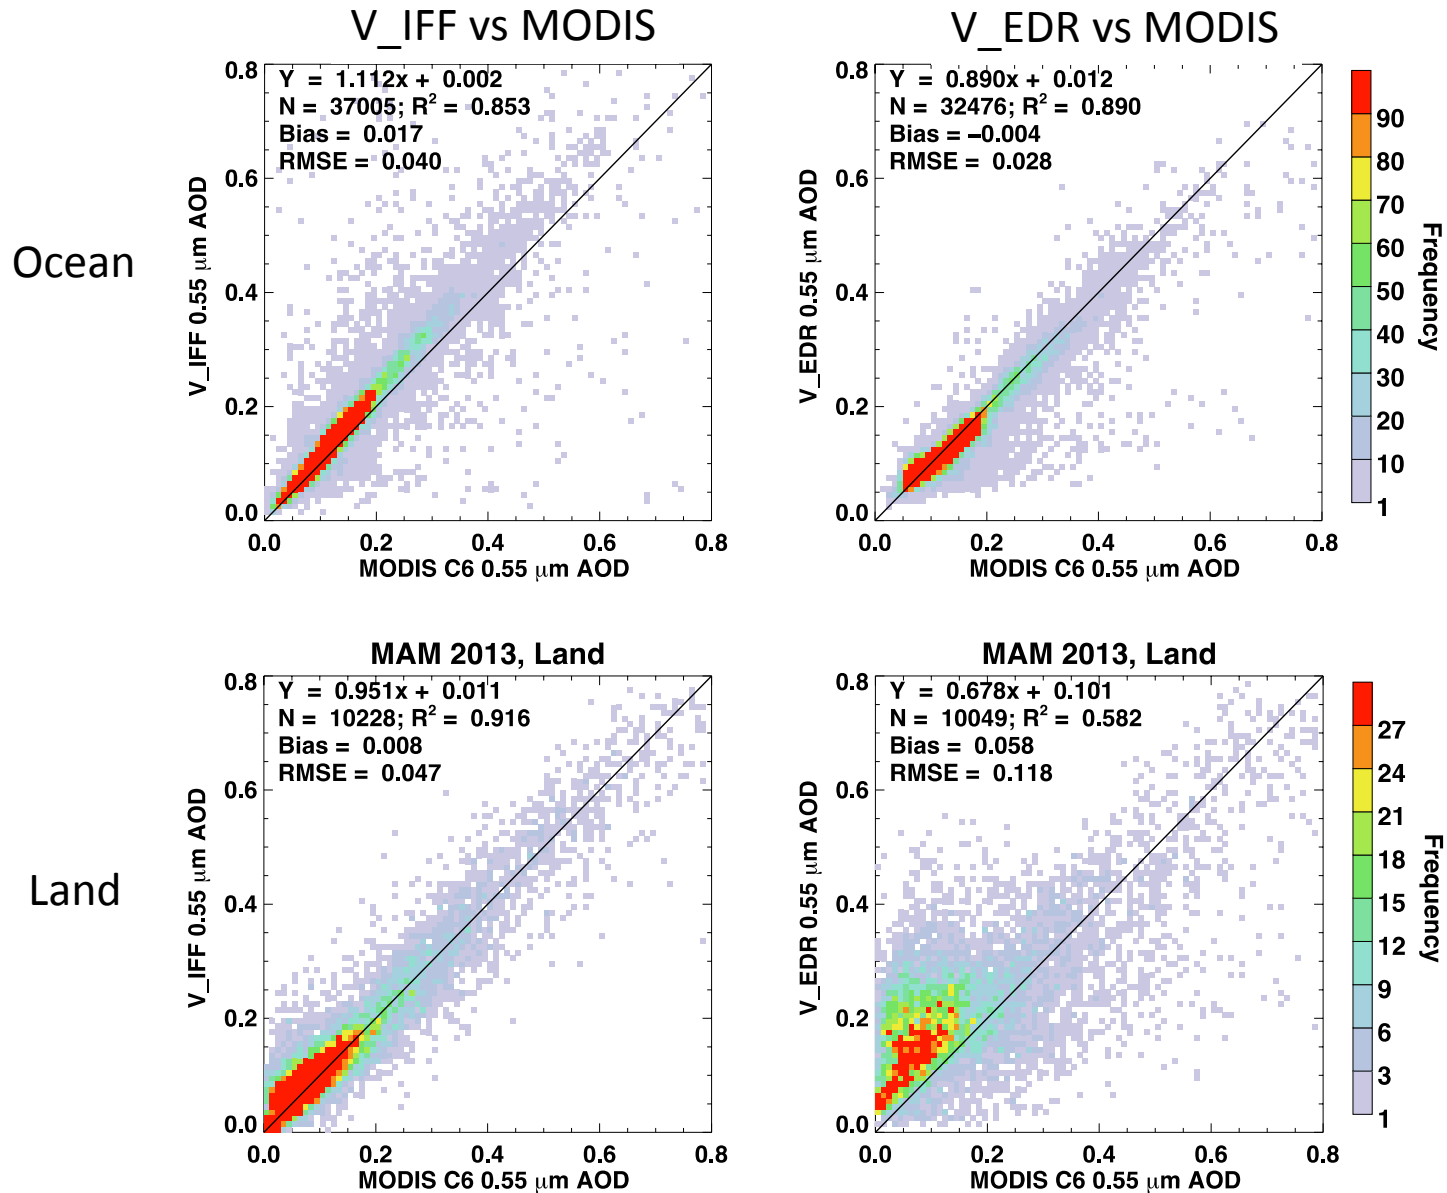 V_IFF vs MODIS
V_EDR vs MODIS
Ocean
Y = 1.112x + 0.002
N = 37005; R² = 0.853
Bias = 0.017
RMSE = 0.040
0.8
0.6
0.4
0.2
0.0
V_IFF 0.55 μm AOD
0.0 0.2 0.4 0.6 0.8
MODIS C6 0.55 μm AOD
Y = 0.890x + 0.012
N = 32476; R² = 0.890
Bias = −0.004
RMSE = 0.028
0.8
0.6
0.4
0.2
0.0
V_EDR 0.55 μm AOD
0.0 0.2 0.4 0.6 0.8
MODIS C6 0.55 μm AOD
90
80
70
60
50
40
30
20
10
1
Frequency
Land
MAM 2013, Land
Y = 0.951x + 0.011
N = 10228; R² = 0.916
Bias = 0.008
RMSE = 0.047
0.8
0.6
0.4
0.2
0.0
V_IFF 0.55 μm AOD
0.0 0.2 0.4 0.6 0.8
MODIS C6 0.55 μm AOD
MAM 2013, Land
Y = 0.678x + 0.101
N = 10049; R² = 0.582
Bias = 0.058
RMSE = 0.118
0.8
0.6
0.4
0.2
0.0
V_EDR 0.55 μm AOD
0.0 0.2 0.4 0.6 0.8
MODIS C6 0.55 μm AOD
27
24
21
18
15
12
9
6
3
1
Frequency